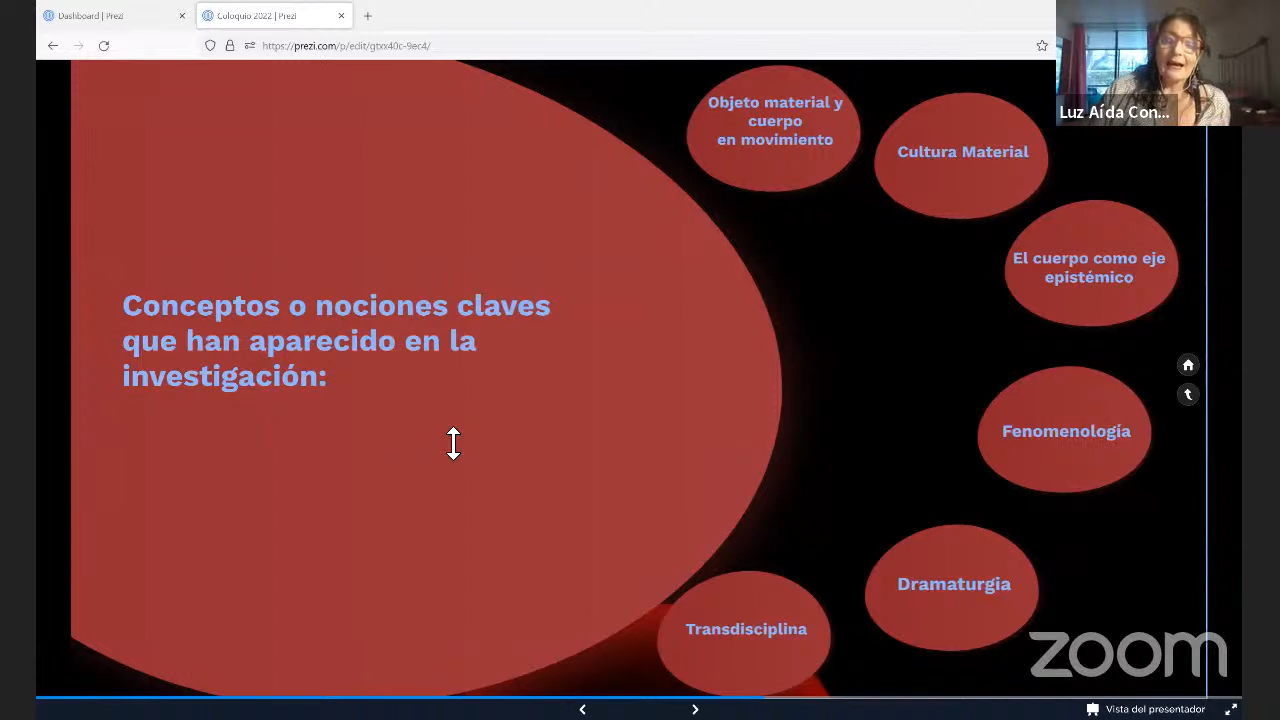 Dashboard | Prezi
Coloquio 2022 | Prezi
https://prezi.com/p/edit/gtxx40c-9ec4/
Luz Aída Con...
Objeto material y
cuerpo
en movimiento
Cultura Material
El cuerpo como eje
epistémico
Conceptos o nociones claves
que han aparecido en la
investigación:
Fenomenología
Dramaturgia
Transdisciplina
zoom
Vista del presentador